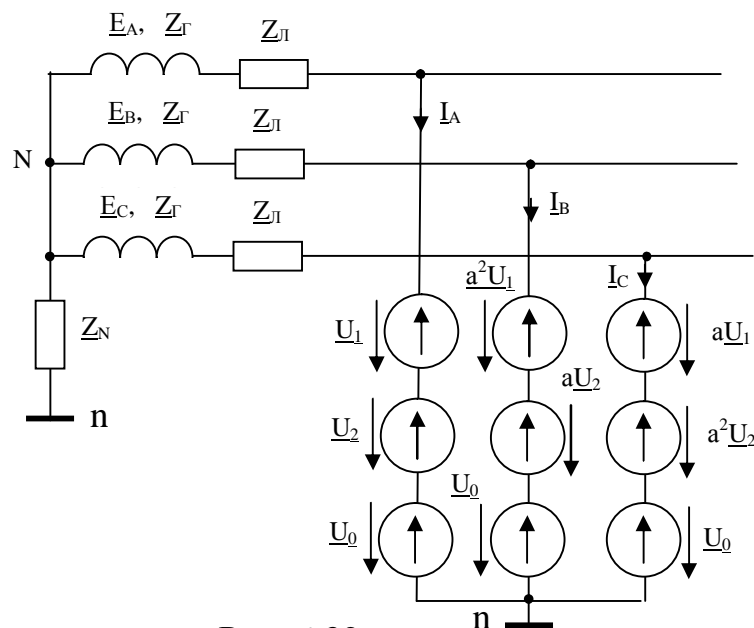 E_A, Z_Г Z_Л
I_A
E_B, Z_Г Z_Л
N
I_B
E_C, Z_Г Z_Л
I_C
Z_N
n
U_1 a²U_1 aU_1
U_2 aU_2 a²U_2
U_0 U_0 U_0
n